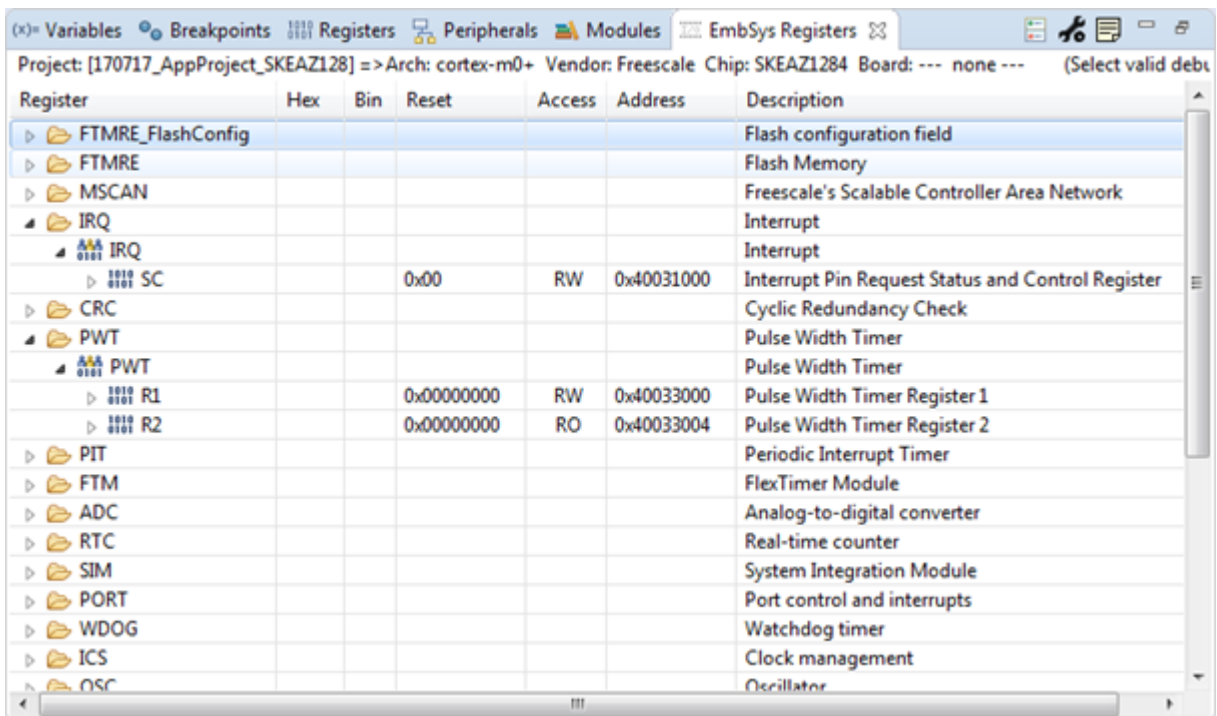 (x)= Variables Breakpoints Registers Peripherals Modules EmbSys Registers
Project: [170717_AppProject_SKEAZ128] =>Arch: cortex-m0+ Vendor: Freescale Chip: SKEAZ1284 Board: --- none --- (Select valid debu
Register Hex Bin Reset Access Address Description
FTMRE_FlashConfig Flash configuration field
FTMRE Flash Memory
MSCAN Freescale's Scalable Controller Area Network
IRQ Interrupt
IRQ Interrupt
SC 0x00 RW 0x40031000 Interrupt Pin Request Status and Control Register
CRC Cyclic Redundancy Check
PWT Pulse Width Timer
PWT Pulse Width Timer
R1 0x00000000 RW 0x40033000 Pulse Width Timer Register 1
R2 0x00000000 RO 0x40033004 Pulse Width Timer Register 2
PIT Periodic Interrupt Timer
FTM FlexTimer Module
ADC Analog-to-digital converter
RTC Real-time counter
SIM System Integration Module
PORT Port control and interrupts
WDOG Watchdog timer
ICS Clock management
OSC Oscillator